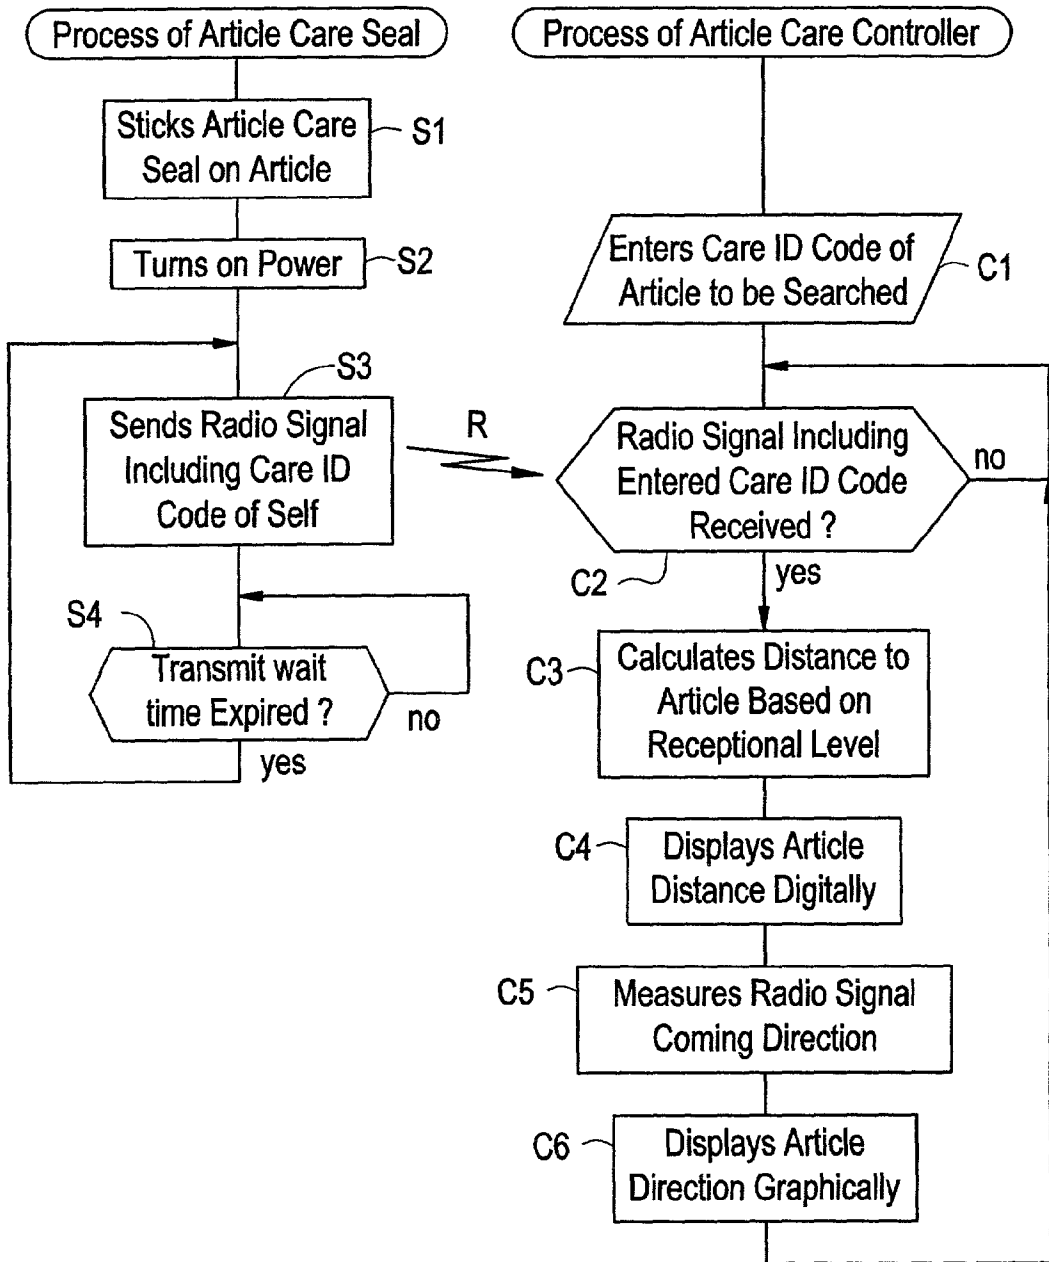 Process of Article Care Seal
Sticks Article Care
Seal on Article
S1
Turns on Power
S2
S3
Sends Radio Signal
Including Care ID
Code of Self
R
S4
Transmit wait
time Expired ?
no
yes
Process of Article Care Controller
Enters Care ID Code of
Article to be Searched
C1
Radio Signal Including
Entered Care ID Code
Received ?
no
C2
yes
C3
Calculates Distance to
Article Based on
Receptional Level
C4
Displays Article
Distance Digitally
C5
Measures Radio Signal
Coming Direction
C6
Displays Article
Direction Graphically